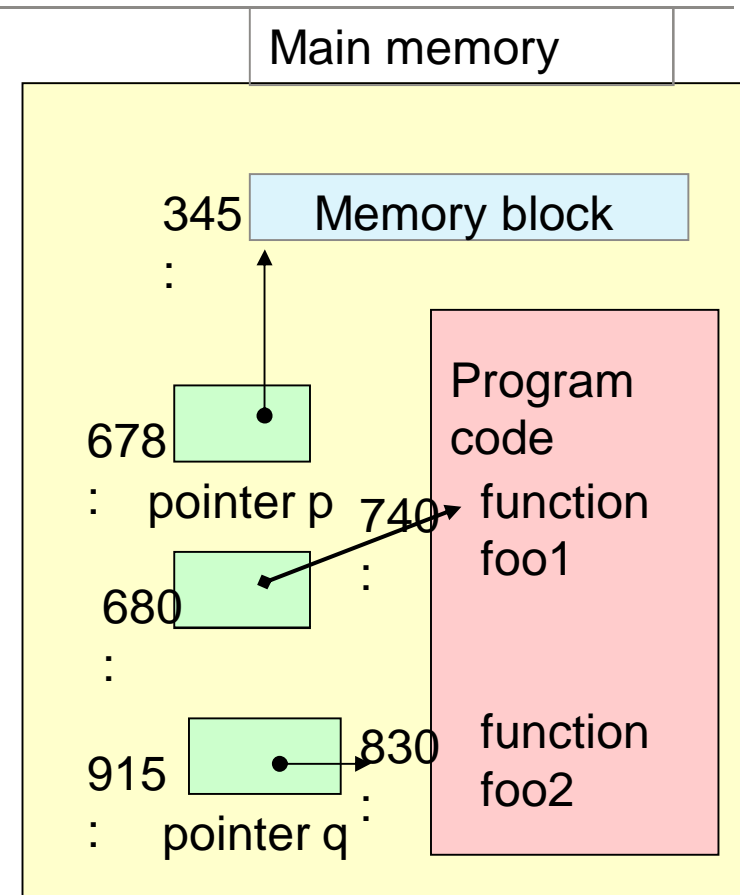 Main memory
345
:
Memory block
Program
code
678
:
pointer p
740
:
function
foo1
680
:
830
:
function
foo2
915
:
pointer q